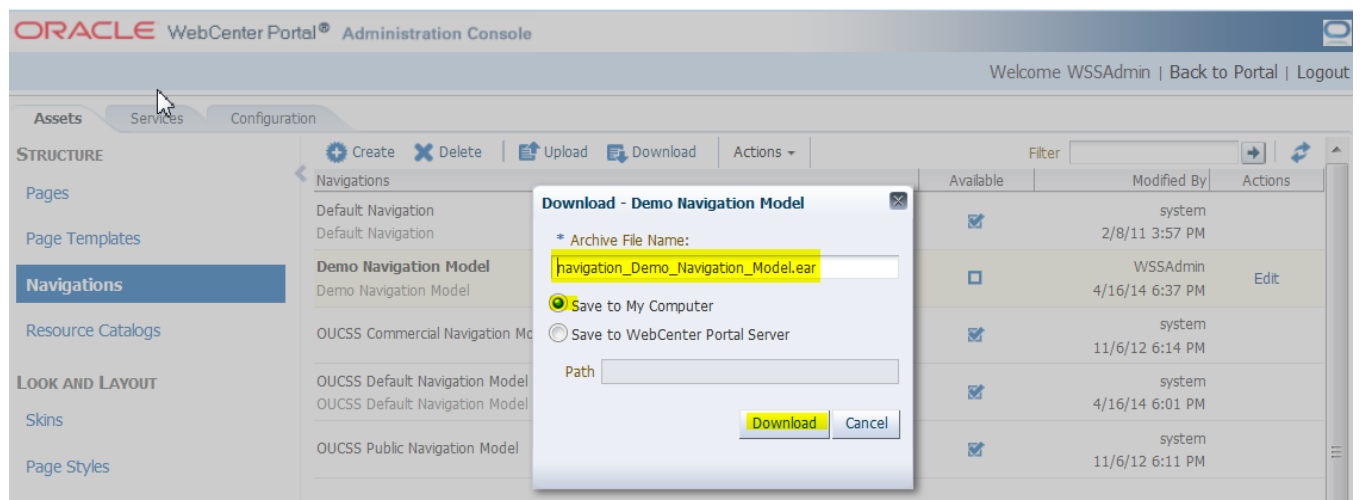 ORACLE WebCenter Portal® Administration Console
Welcome WSSAdmin | Back to Portal | Logout
Assets Services Configuration
STRUCTURE
Pages
Page Templates
Navigations
Resource Catalogs
LOOK AND LAYOUT
Skins
Page Styles
Create Delete Upload Download Actions Filter
Navigations Available Modified By Actions
Default Navigation system
Default Navigation 2/8/11 3:57 PM
Demo Navigation Model WSSAdmin Edit
Demo Navigation Model 4/16/14 6:37 PM
OUCSS Commercial Navigation Mo system
11/6/12 6:14 PM
OUCSS Default Navigation Model system
OUCSS Default Navigation Model 4/16/14 6:01 PM
OUCSS Public Navigation Model system
11/6/12 6:11 PM
Download - Demo Navigation Model
* Archive File Name:
navigation_Demo_Navigation_Model.ear
Save to My Computer
Save to WebCenter Portal Server
Path
Download Cancel